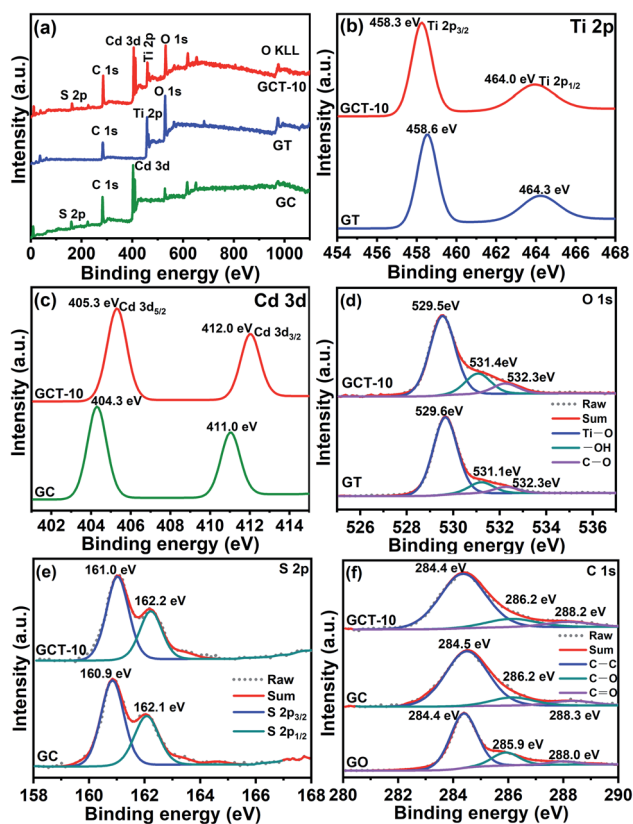 (a)
Cd 3d
Ti 2p
O 1s
O KLL
C 1s
GCT-10
S 2p
O 1s
Ti 2p
C 1s
GT
Cd 3d
C 1s
S 2p
GC
Intensity (a.u.)
0 200 400 600 800 1000
Binding energy (eV)
(b)
Ti 2p
458.3 eV Ti 2p3/2
464.0 eV Ti 2p1/2
GCT-10
458.6 eV
464.3 eV
GT
Intensity (a.u.)
454 456 458 460 462 464 466 468
Binding energy (eV)
(c)
Cd 3d
405.3 eV Cd 3d5/2
412.0 eV Cd 3d3/2
GCT-10
404.3 eV
411.0 eV
GC
Intensity (a.u.)
402 404 406 408 410 412 414
Binding energy (eV)
(d)
O 1s
529.5eV
531.4eV
532.3eV
GCT-10
Raw
Sum
Ti—O
—OH
C—O
529.6eV
531.1eV
532.3eV
GT
Intensity (a.u.)
526 528 530 532 534 536
Binding energy (eV)
(e)
S 2p
161.0 eV
162.2 eV
GCT-10
Raw
Sum
S 2p3/2
S 2p1/2
160.9 eV
162.1 eV
GC
Intensity (a.u.)
158 160 162 164 166 168
Binding energy (eV)
(f)
C 1s
284.4 eV
286.2 eV
288.2 eV
GCT-10
Raw
Sum
C—C
C—O
C=O
284.5 eV
286.2 eV
288.3 eV
GC
284.4 eV
285.9 eV
288.0 eV
GO
Intensity (a.u.)
280 282 284 286 288 290
Binding energy (eV)